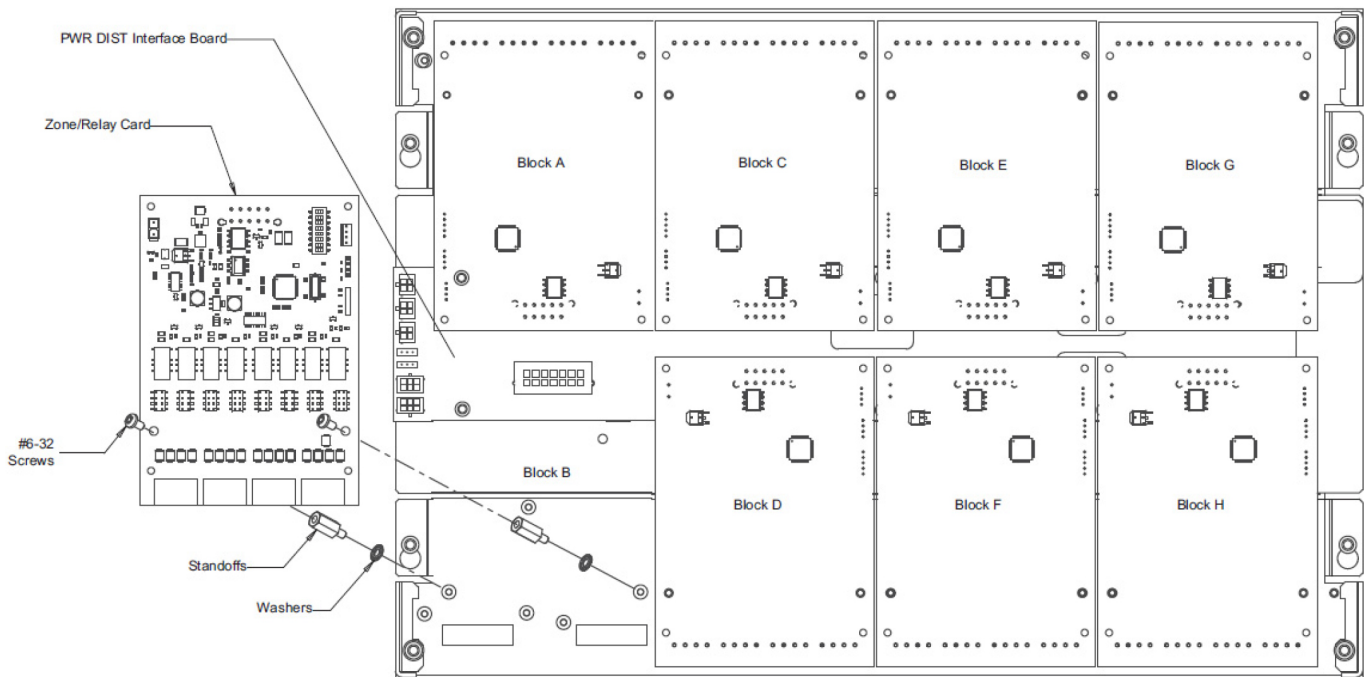 PWR DIST Interface Board
Zone/Relay Card
Block A
Block C
Block E
Block G
#6-32
Screws
Block B
Block D
Block F
Block H
Standoffs
Washers